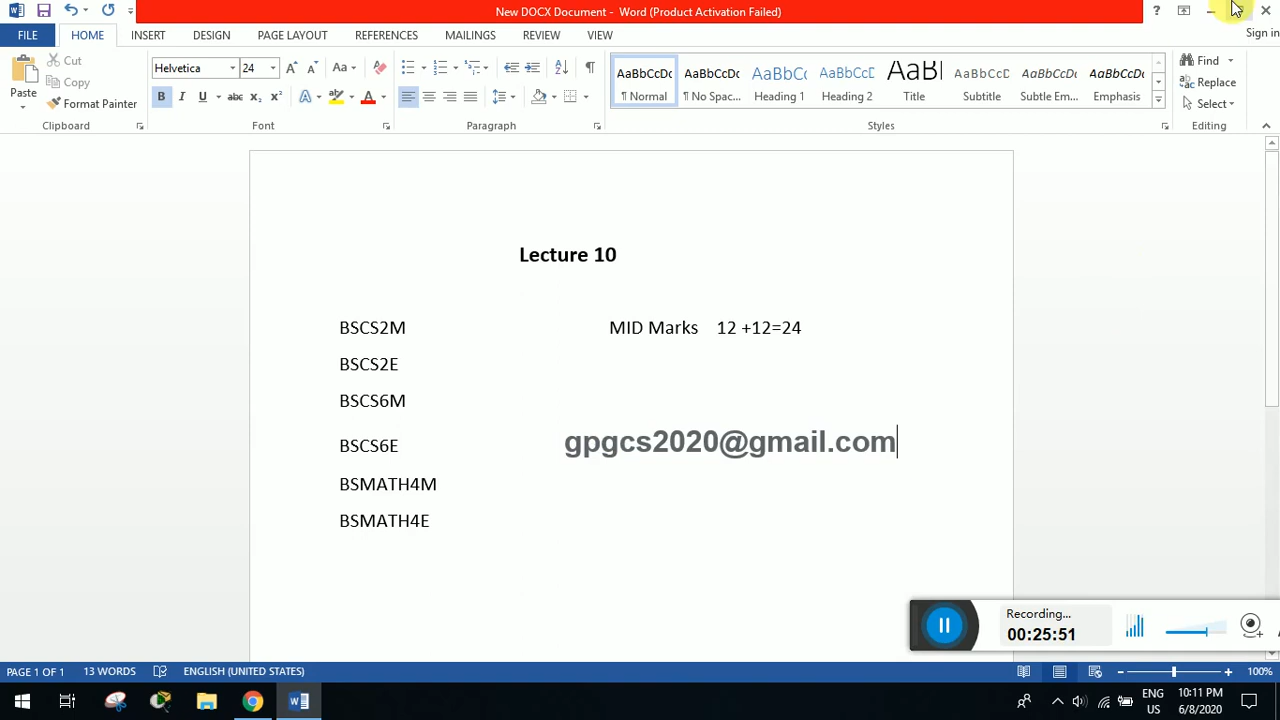 New DOCX Document - Word (Product Activation Failed)
?
FILE HOME INSERT DESIGN PAGE LAYOUT REFERENCES MAILINGS REVIEW VIEW
Sign in
Cut
Copy
Format Painter
Paste
Clipboard
Helvetica 24
Font
Paragraph
AaBbCcDc AaBbCcDc AaBbCc AaBbCcE AaBl AaBbCcD AaBbCcDc AaBbCcDc
¶ Normal ¶ No Spac... Heading 1 Heading 2 Title Subtitle Subtle Em... Emphasis
Styles
Find
Replace
Select
Editing
Lecture 10
BSCS2M MID Marks 12 +12=24
BSCS2E
BSCS6M
BSCS6E gpgcs2020@gmail.com
BSMATH4M
BSMATH4E
Recording...
00:25:51
PAGE 1 OF 1 13 WORDS ENGLISH (UNITED STATES) 100%
ENG
US
10:11 PM
6/8/2020